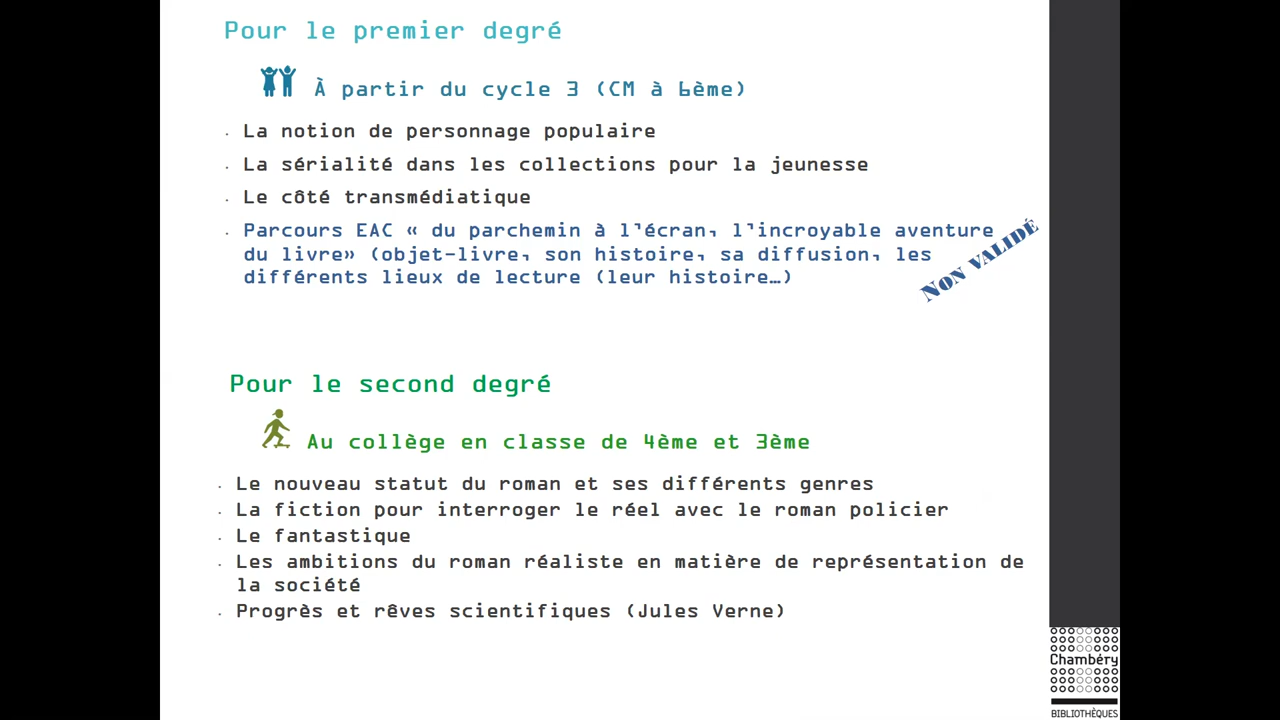 Pour le premier degré
À partir du cycle 3 (CM à 6ème)
· La notion de personnage populaire
· La sérialité dans les collections pour la jeunesse
· Le côté transmédiatique
· Parcours EAC « du parchemin à l'écran, l'incroyable aventure
du livre» (objet-livre, son histoire, sa diffusion, les
différents lieux de lecture (leur histoire…)
NON VALIDÉ
Pour le second degré
Au collège en classe de 4ème et 3ème
· Le nouveau statut du roman et ses différents genres
· La fiction pour interroger le réel avec le roman policier
· Le fantastique
· Les ambitions du roman réaliste en matière de représentation de
la société
· Progrès et rêves scientifiques (Jules Verne)
Chambéry
BIBLIOTHÈQUES